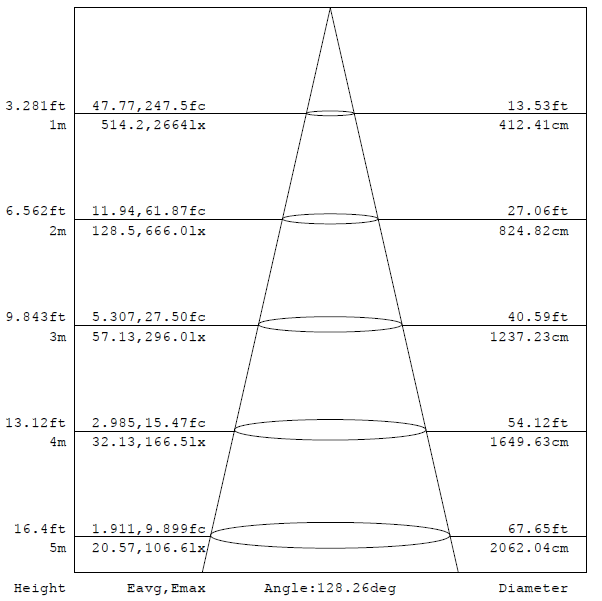 3.281ft 47.77,247.5fc 13.53ft
1m 514.2,2664lx 412.41cm
6.562ft 11.94,61.87fc 27.06ft
2m 128.5,666.0lx 824.82cm
9.843ft 5.307,27.50fc 40.59ft
3m 57.13,296.0lx 1237.23cm
13.12ft 2.985,15.47fc 54.12ft
4m 32.13,166.5lx 1649.63cm
16.4ft 1.911,9.899fc 67.65ft
5m 20.57,106.6lx 2062.04cm
Height Eavg,Emax Angle:128.26deg Diameter